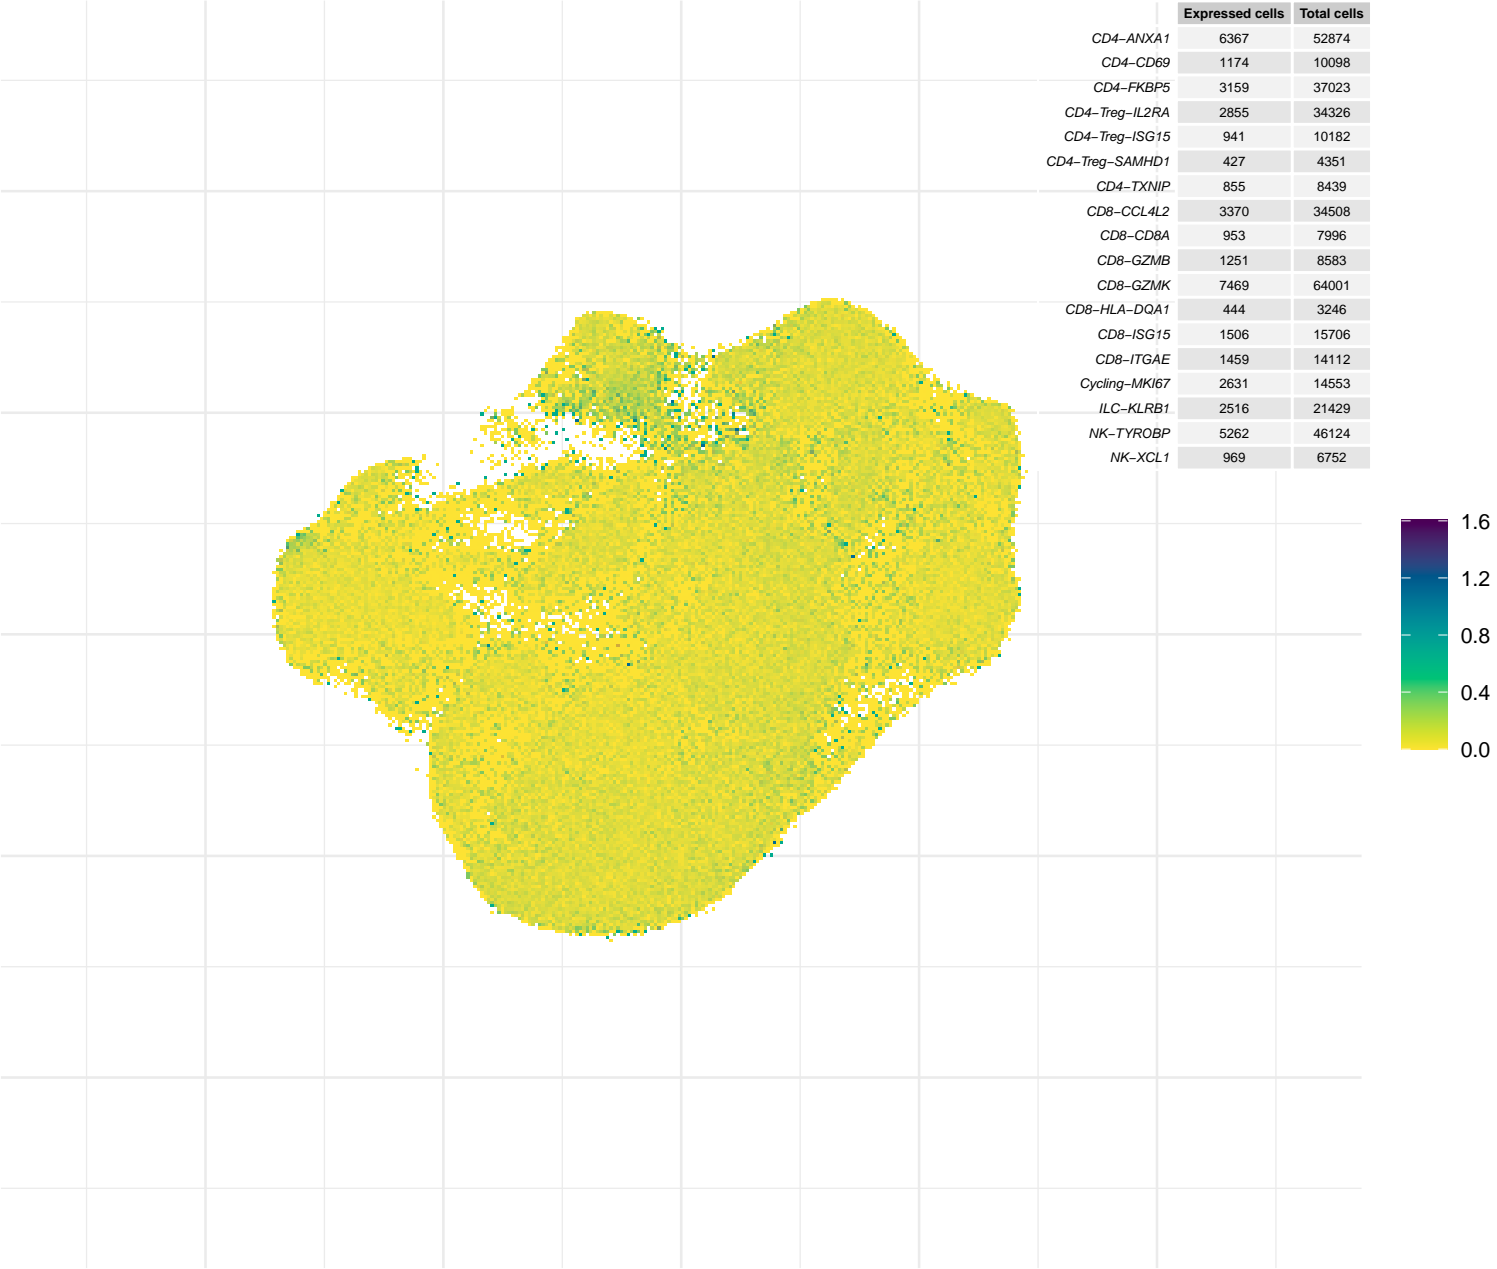 Expressed cells Total cells
CD4−ANXA1 6367 52874
CD4−CD69 1174 10098
CD4−FKBP5 3159 37023
CD4−Treg−IL2RA 2855 34326
CD4−Treg−ISG15 941 10182
CD4−Treg−SAMHD1 427 4351
CD4−TXNIP 855 8439
CD8−CCL4L2 3370 34508
CD8−CD8A 953 7996
CD8−GZMB 1251 8583
CD8−GZMK 7469 64001
CD8−HLA−DQA1 444 3246
CD8−ISG15 1506 15706
CD8−ITGAE 1459 14112
Cycling−MKI67 2631 14553
ILC−KLRB1 2516 21429
NK−TYROBP 5262 46124
NK−XCL1 969 6752
1.6
1.2
0.8
0.4
0.0